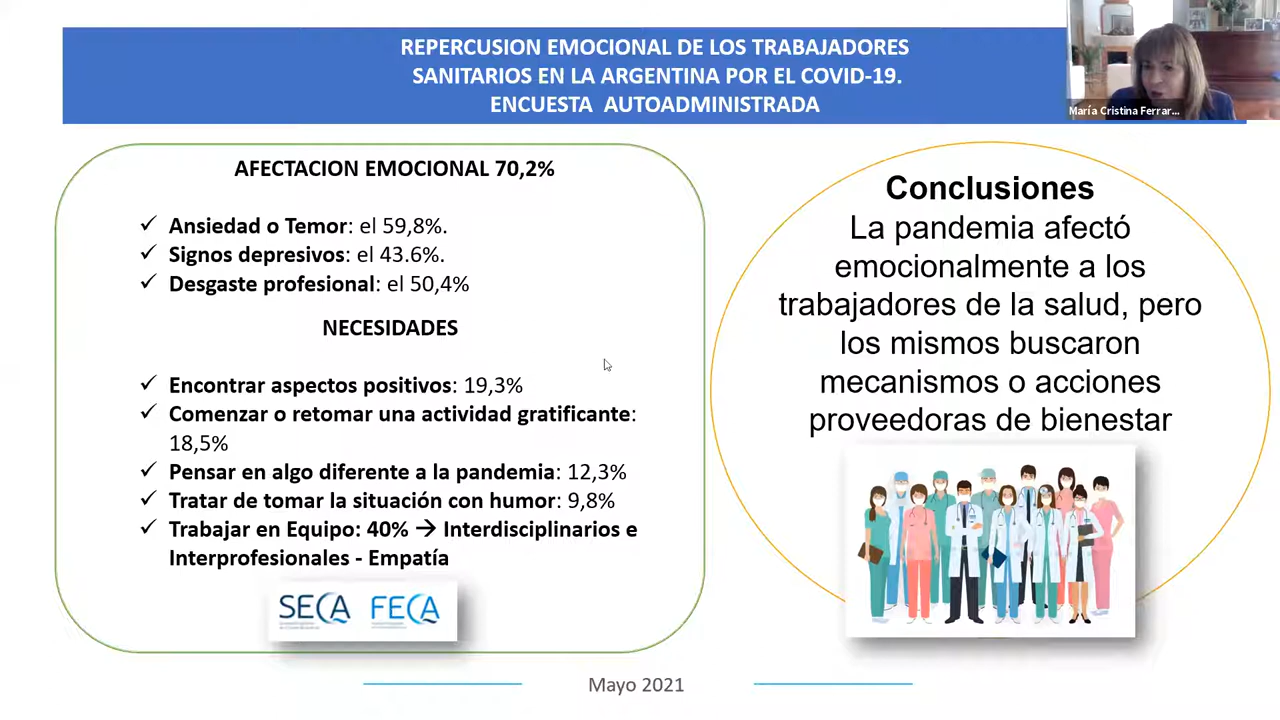 REPERCUSION EMOCIONAL DE LOS TRABAJADORES
SANITARIOS EN LA ARGENTINA POR EL COVID-19.
ENCUESTA AUTOADMINISTRADA
María Cristina Ferrar...
AFECTACION EMOCIONAL 70,2%
✓ Ansiedad o Temor: el 59,8%.
✓ Signos depresivos: el 43.6%.
✓ Desgaste profesional: el 50,4%
NECESIDADES
✓ Encontrar aspectos positivos: 19,3%
✓ Comenzar o retomar una actividad gratificante:
18,5%
✓ Pensar en algo diferente a la pandemia: 12,3%
✓ Tratar de tomar la situación con humor: 9,8%
✓ Trabajar en Equipo: 40% → Interdisciplinarios e
Interprofesionales - Empatía
SECA FECA
Conclusiones
La pandemia afectó
emocionalmente a los
trabajadores de la salud, pero
los mismos buscaron
mecanismos o acciones
proveedoras de bienestar
Mayo 2021